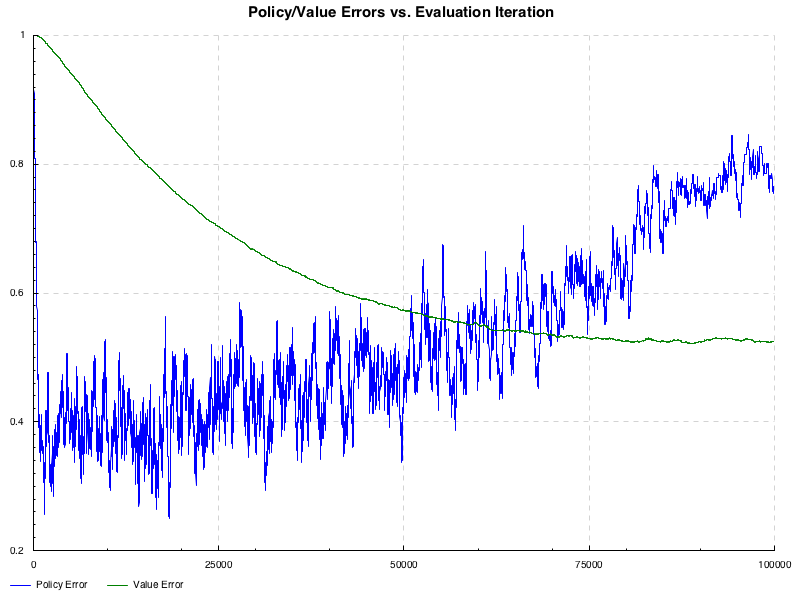 Policy/Value Errors vs. Evaluation Iteration
1
0.8
0.6
0.4
0.2
0 25000 50000 75000 100000
Policy Error Value Error